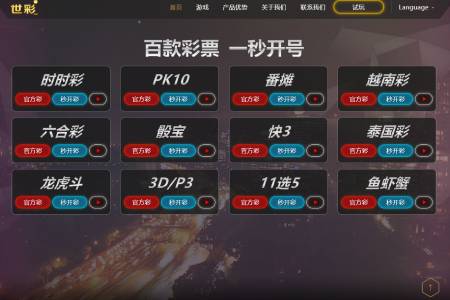 世彩
首页 游戏 产品优势 关于我们 联系我们 试玩 Language
百款彩票 一秒开号
时时彩 PK10 番摊 越南彩
官方彩 秒开彩 官方彩 秒开彩 官方彩 秒开彩 官方彩 秒开彩
六合彩 骰宝 快3 泰国彩
官方彩 秒开彩 官方彩 秒开彩 官方彩 秒开彩 官方彩 秒开彩
龙虎斗 3D/P3 11选5 鱼虾蟹
官方彩 秒开彩 官方彩 秒开彩 官方彩 秒开彩 官方彩 秒开彩